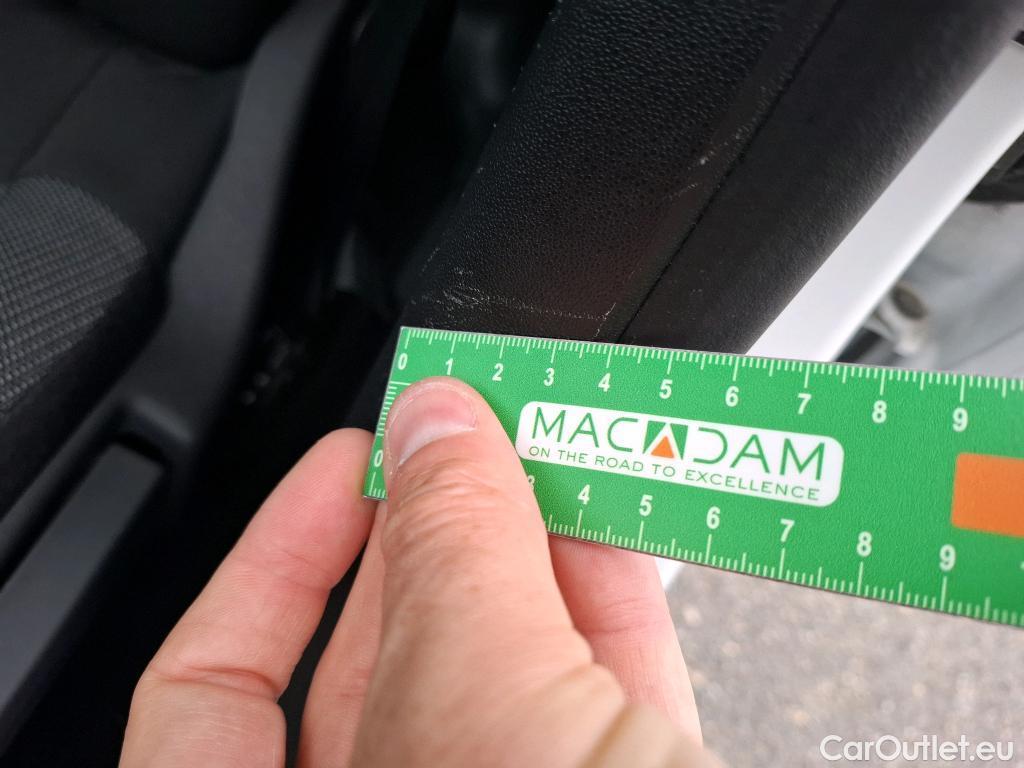 0 1 2 3 4 5 6 7 8 9
MACADAM
ON THE ROAD TO EXCELLENCE
0 3 4 5 6 7 8 9
CarOutlet.eu